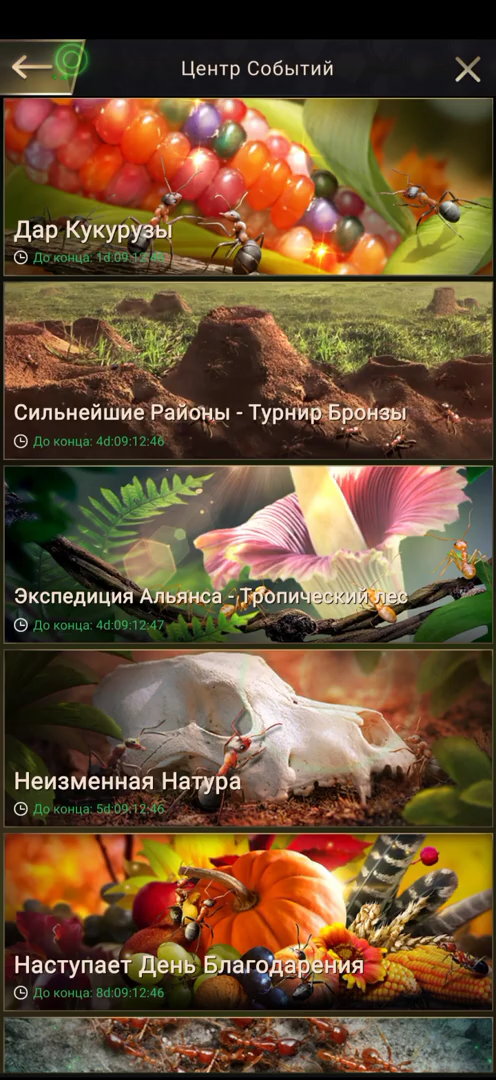 Центр Событий
Дар Кукурузы
До конца: 1d:09:12:46
Сильнейшие Районы - Турнир Бронзы
До конца: 4d:09:12:46
Экспедиция Альянса - Тропический лес
До конца: 4d:09:12:47
Неизменная Натура
До конца: 5d:09:12:46
Наступает День Благодарения
До конца: 8d:09:12:46